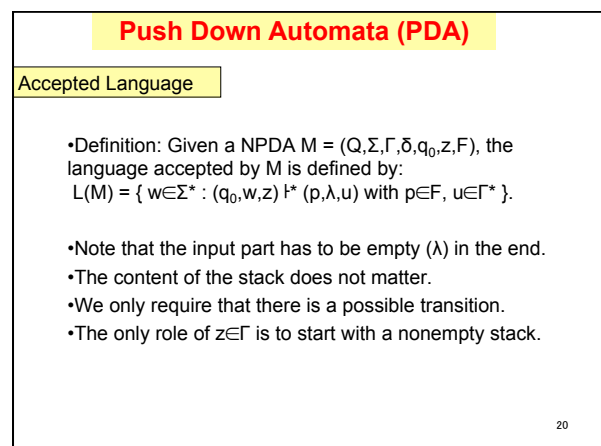 Push Down Automata (PDA)
Accepted Language
•Definition: Given a NPDA M = (Q,Σ,Γ,δ,q₀,z,F), the
language accepted by M is defined by:
L(M) = { w∈Σ* : (q₀,w,z) ⊦* (p,λ,u) with p∈F, u∈Γ* }.
•Note that the input part has to be empty (λ) in the end.
•The content of the stack does not matter.
•We only require that there is a possible transition.
•The only role of z∈Γ is to start with a nonempty stack.
20